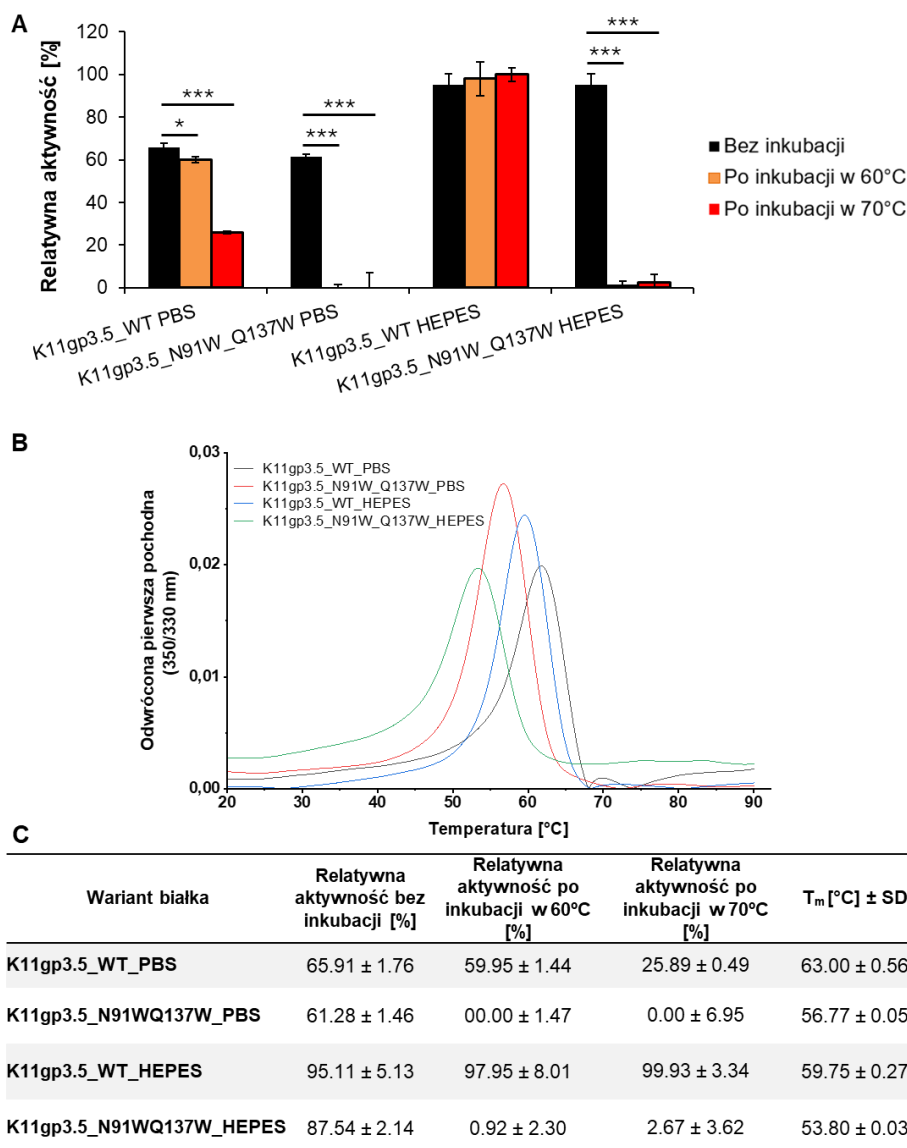 A
Relatywna aktywność [%]
120
100
80
60
40
20
0
***
*
***
***
***
***
K11gp3.5_WT PBS
K11gp3.5_N91W_Q137W PBS
K11gp3.5_WT HEPES
K11gp3.5_N91W_Q137W HEPES
Bez inkubacji
Po inkubacji w 60°C
Po inkubacji w 70°C
B
Odwrócona pierwsza pochodna
(350/330 nm)
0,03
0,02
0,01
0,00
K11gp3.5_WT_PBS
K11gp3.5_N91W_Q137W_PBS
K11gp3.5_WT_HEPES
K11gp3.5_N91W_Q137W_HEPES
20 30 40 50 60 70 80 90
Temperatura [°C]
C
Wariant białka
Relatywna
aktywność bez
inkubacji [%]
Relatywna
aktywność po
inkubacji w 60ºC
[%]
Relatywna
aktywność po
inkubacji w 70ºC
[%]
Tm [°C] ± SD
K11gp3.5_WT_PBS 65.91 ± 1.76 59.95 ± 1.44 25.89 ± 0.49 63.00 ± 0.56
K11gp3.5_N91WQ137W_PBS 61.28 ± 1.46 00.00 ± 1.47 0.00 ± 6.95 56.77 ± 0.05
K11gp3.5_WT_HEPES 95.11 ± 5.13 97.95 ± 8.01 99.93 ± 3.34 59.75 ± 0.27
K11gp3.5_N91WQ137W_HEPES 87.54 ± 2.14 0.92 ± 2.30 2.67 ± 3.62 53.80 ± 0.03